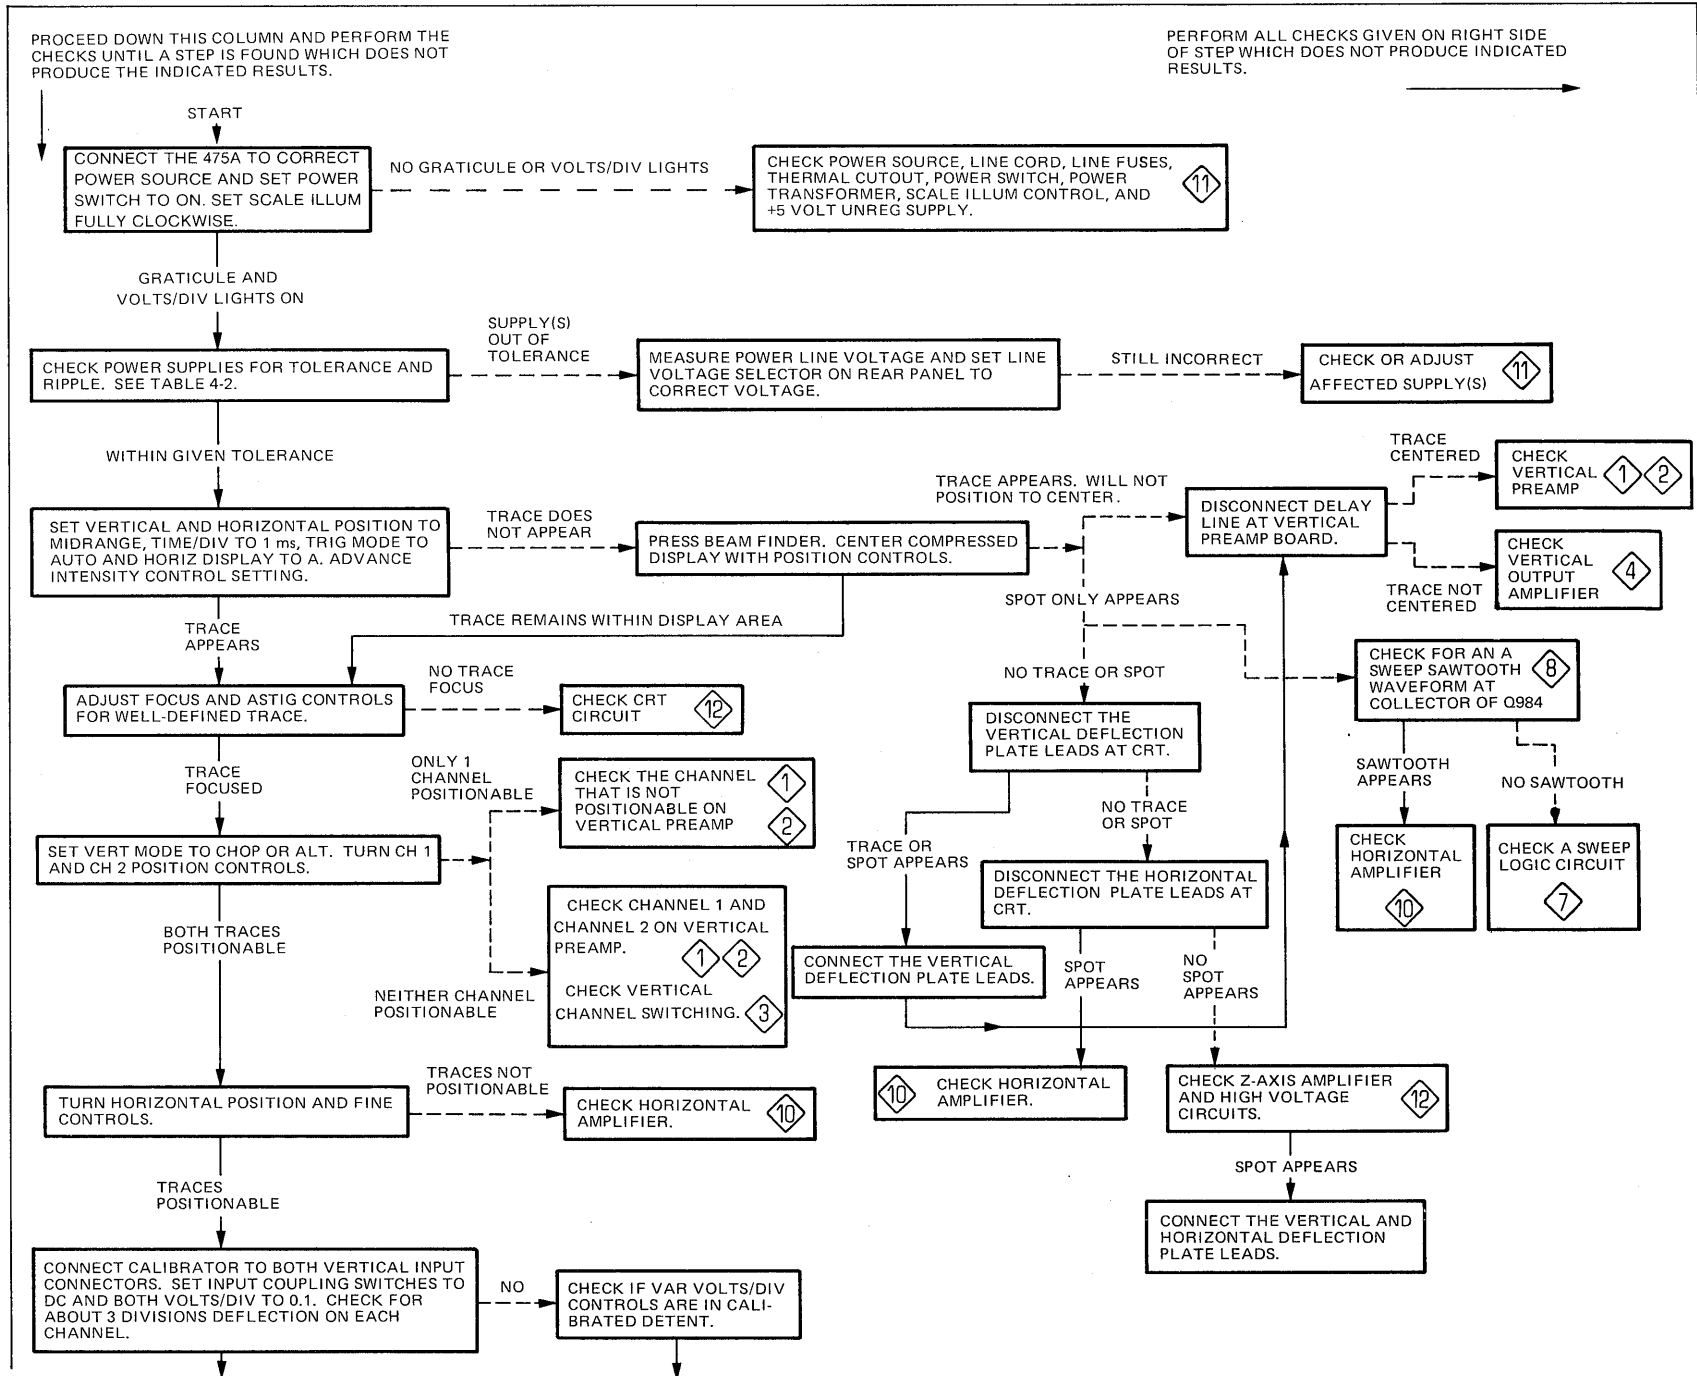 PROCEED DOWN THIS COLUMN AND PERFORM THE
CHECKS UNTIL A STEP IS FOUND WHICH DOES NOT
PRODUCE THE INDICATED RESULTS.
PERFORM ALL CHECKS GIVEN ON RIGHT SIDE
OF STEP WHICH DOES NOT PRODUCE INDICATED
RESULTS.
START
CONNECT THE 475A TO CORRECT
POWER SOURCE AND SET POWER
SWITCH TO ON. SET SCALE ILLUM
FULLY CLOCKWISE.
NO GRATICULE OR VOLTS/DIV LIGHTS
CHECK POWER SOURCE, LINE CORD, LINE FUSES,
THERMAL CUTOUT, POWER SWITCH, POWER
TRANSFORMER, SCALE ILLUM CONTROL, AND
+5 VOLT UNREG SUPPLY.
11
GRATICULE AND
VOLTS/DIV LIGHTS ON
CHECK POWER SUPPLIES FOR TOLERANCE AND
RIPPLE. SEE TABLE 4-2.
SUPPLY(S)
OUT OF
TOLERANCE
MEASURE POWER LINE VOLTAGE AND SET LINE
VOLTAGE SELECTOR ON REAR PANEL TO
CORRECT VOLTAGE.
STILL INCORRECT
CHECK OR ADJUST
AFFECTED SUPPLY(S)
11
WITHIN GIVEN TOLERANCE
SET VERTICAL AND HORIZONTAL POSITION TO
MIDRANGE, TIME/DIV TO 1 ms, TRIG MODE TO
AUTO AND HORIZ DISPLAY TO A. ADVANCE
INTENSITY CONTROL SETTING.
TRACE DOES
NOT APPEAR
PRESS BEAM FINDER. CENTER COMPRESSED
DISPLAY WITH POSITION CONTROLS.
TRACE APPEARS. WILL NOT
POSITION TO CENTER.
DISCONNECT DELAY
LINE AT VERTICAL
PREAMP BOARD.
TRACE
CENTERED
CHECK
VERTICAL
PREAMP
1 2
TRACE NOT
CENTERED
CHECK
VERTICAL
OUTPUT
AMPLIFIER
4
TRACE
APPEARS
TRACE REMAINS WITHIN DISPLAY AREA
SPOT ONLY APPEARS
CHECK FOR AN A
SWEEP SAWTOOTH
WAVEFORM AT
COLLECTOR OF Q984
8
SAWTOOTH
APPEARS
NO SAWTOOTH
CHECK
HORIZONTAL
AMPLIFIER
10
CHECK A SWEEP
LOGIC CIRCUIT
7
ADJUST FOCUS AND ASTIG CONTROLS
FOR WELL-DEFINED TRACE.
NO TRACE
FOCUS
CHECK CRT
CIRCUIT
12
NO TRACE OR SPOT
DISCONNECT THE
VERTICAL DEFLECTION
PLATE LEADS AT CRT.
TRACE OR
SPOT APPEARS
NO TRACE
OR SPOT
DISCONNECT THE HORIZONTAL
DEFLECTION PLATE LEADS AT
CRT.
CONNECT THE VERTICAL
DEFLECTION PLATE LEADS.
SPOT
APPEARS
NO
SPOT
APPEARS
10
CHECK HORIZONTAL
AMPLIFIER.
CHECK Z-AXIS AMPLIFIER
AND HIGH VOLTAGE
CIRCUITS.
12
SPOT APPEARS
CONNECT THE VERTICAL AND
HORIZONTAL DEFLECTION
PLATE LEADS.
TRACE
FOCUSED
SET VERT MODE TO CHOP OR ALT. TURN CH 1
AND CH 2 POSITION CONTROLS.
ONLY 1
CHANNEL
POSITIONABLE
CHECK THE CHANNEL
THAT IS NOT
POSITIONABLE ON
VERTICAL PREAMP
1
2
NEITHER CHANNEL
POSITIONABLE
CHECK CHANNEL 1 AND
CHANNEL 2 ON VERTICAL
PREAMP.
1 2
CHECK VERTICAL
CHANNEL SWITCHING.
3
BOTH TRACES
POSITIONABLE
TURN HORIZONTAL POSITION AND FINE
CONTROLS.
TRACES NOT
POSITIONABLE
CHECK HORIZONTAL
AMPLIFIER.
10
TRACES
POSITIONABLE
CONNECT CALIBRATOR TO BOTH VERTICAL INPUT
CONNECTORS. SET INPUT COUPLING SWITCHES TO
DC AND BOTH VOLTS/DIV TO 0.1. CHECK FOR
ABOUT 3 DIVISIONS DEFLECTION ON EACH
CHANNEL.
NO
CHECK IF VAR VOLTS/DIV
CONTROLS ARE IN CALI-
BRATED DETENT.